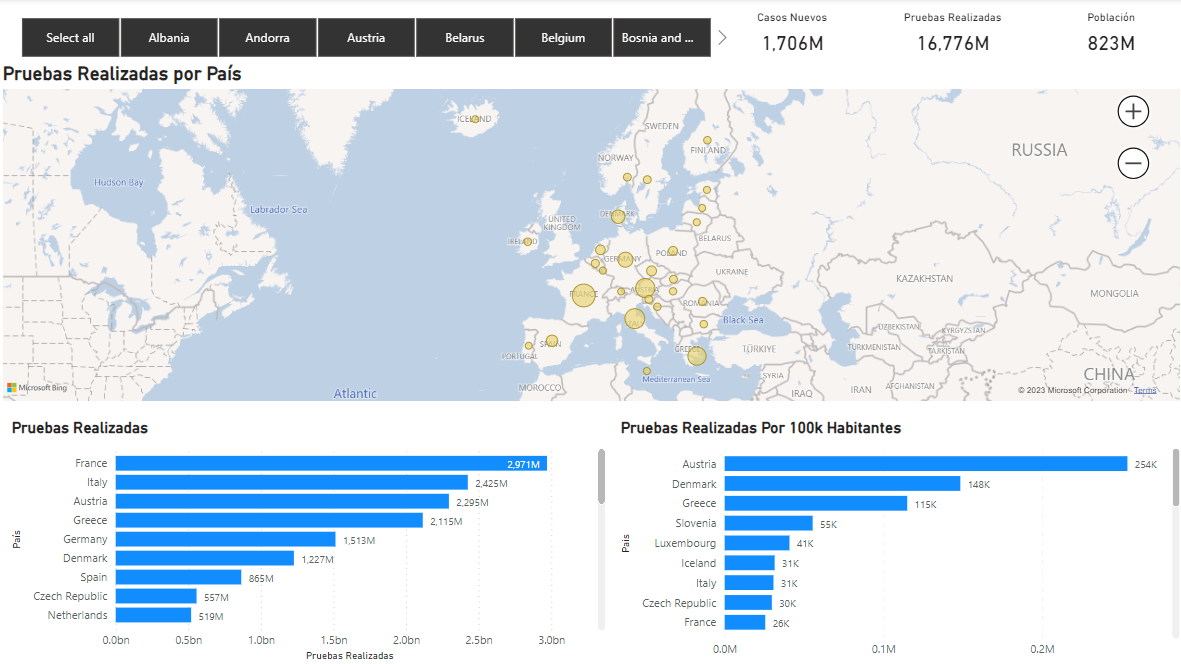 Select all
Albania
Andorra
Austria
Belarus
Belgium
Bosnia and ...
Casos Nuevos
1,706M
Pruebas Realizadas
16,776M
Población
823M
Pruebas Realizadas por País
ICELAND
SWEDEN
FINLAND
NORWAY
RUSSIA
Hudson Bay
Labrador Sea
DENMARK
UNITED
KINGDOM
IRELAND
BELARUS
POLAND
GERMANY
UKRAINE
KAZAKHSTAN
FRANCE
AUSTRIA
MONGOLIA
ROMANIA
ITALY
Black Sea
UZBEKISTAN
KYRGYZSTAN
SPAIN
PORTUGAL
GREECE
TÜRKIYE
TURKMENISTAN
TAJIKISTAN
Mediterranean Sea
SYRIA
CHINA
Microsoft Bing
Atlantic
MOROCCO
IRAQ
IRAN
AFGHANISTAN
© 2023 Microsoft Corporation
Terms
Pruebas Realizadas
País
France 2,971M
Italy 2,425M
Austria 2,295M
Greece 2,115M
Germany 1,513M
Denmark 1,227M
Spain 865M
Czech Republic 557M
Netherlands 519M
0.0bn 0.5bn 1.0bn 1.5bn 2.0bn 2.5bn 3.0bn
Pruebas Realizadas
Pruebas Realizadas Por 100k Habitantes
País
Austria 254K
Denmark 148K
Greece 115K
Slovenia 55K
Luxembourg 41K
Iceland 31K
Italy 31K
Czech Republic 30K
France 26K
0.0M 0.1M 0.2M